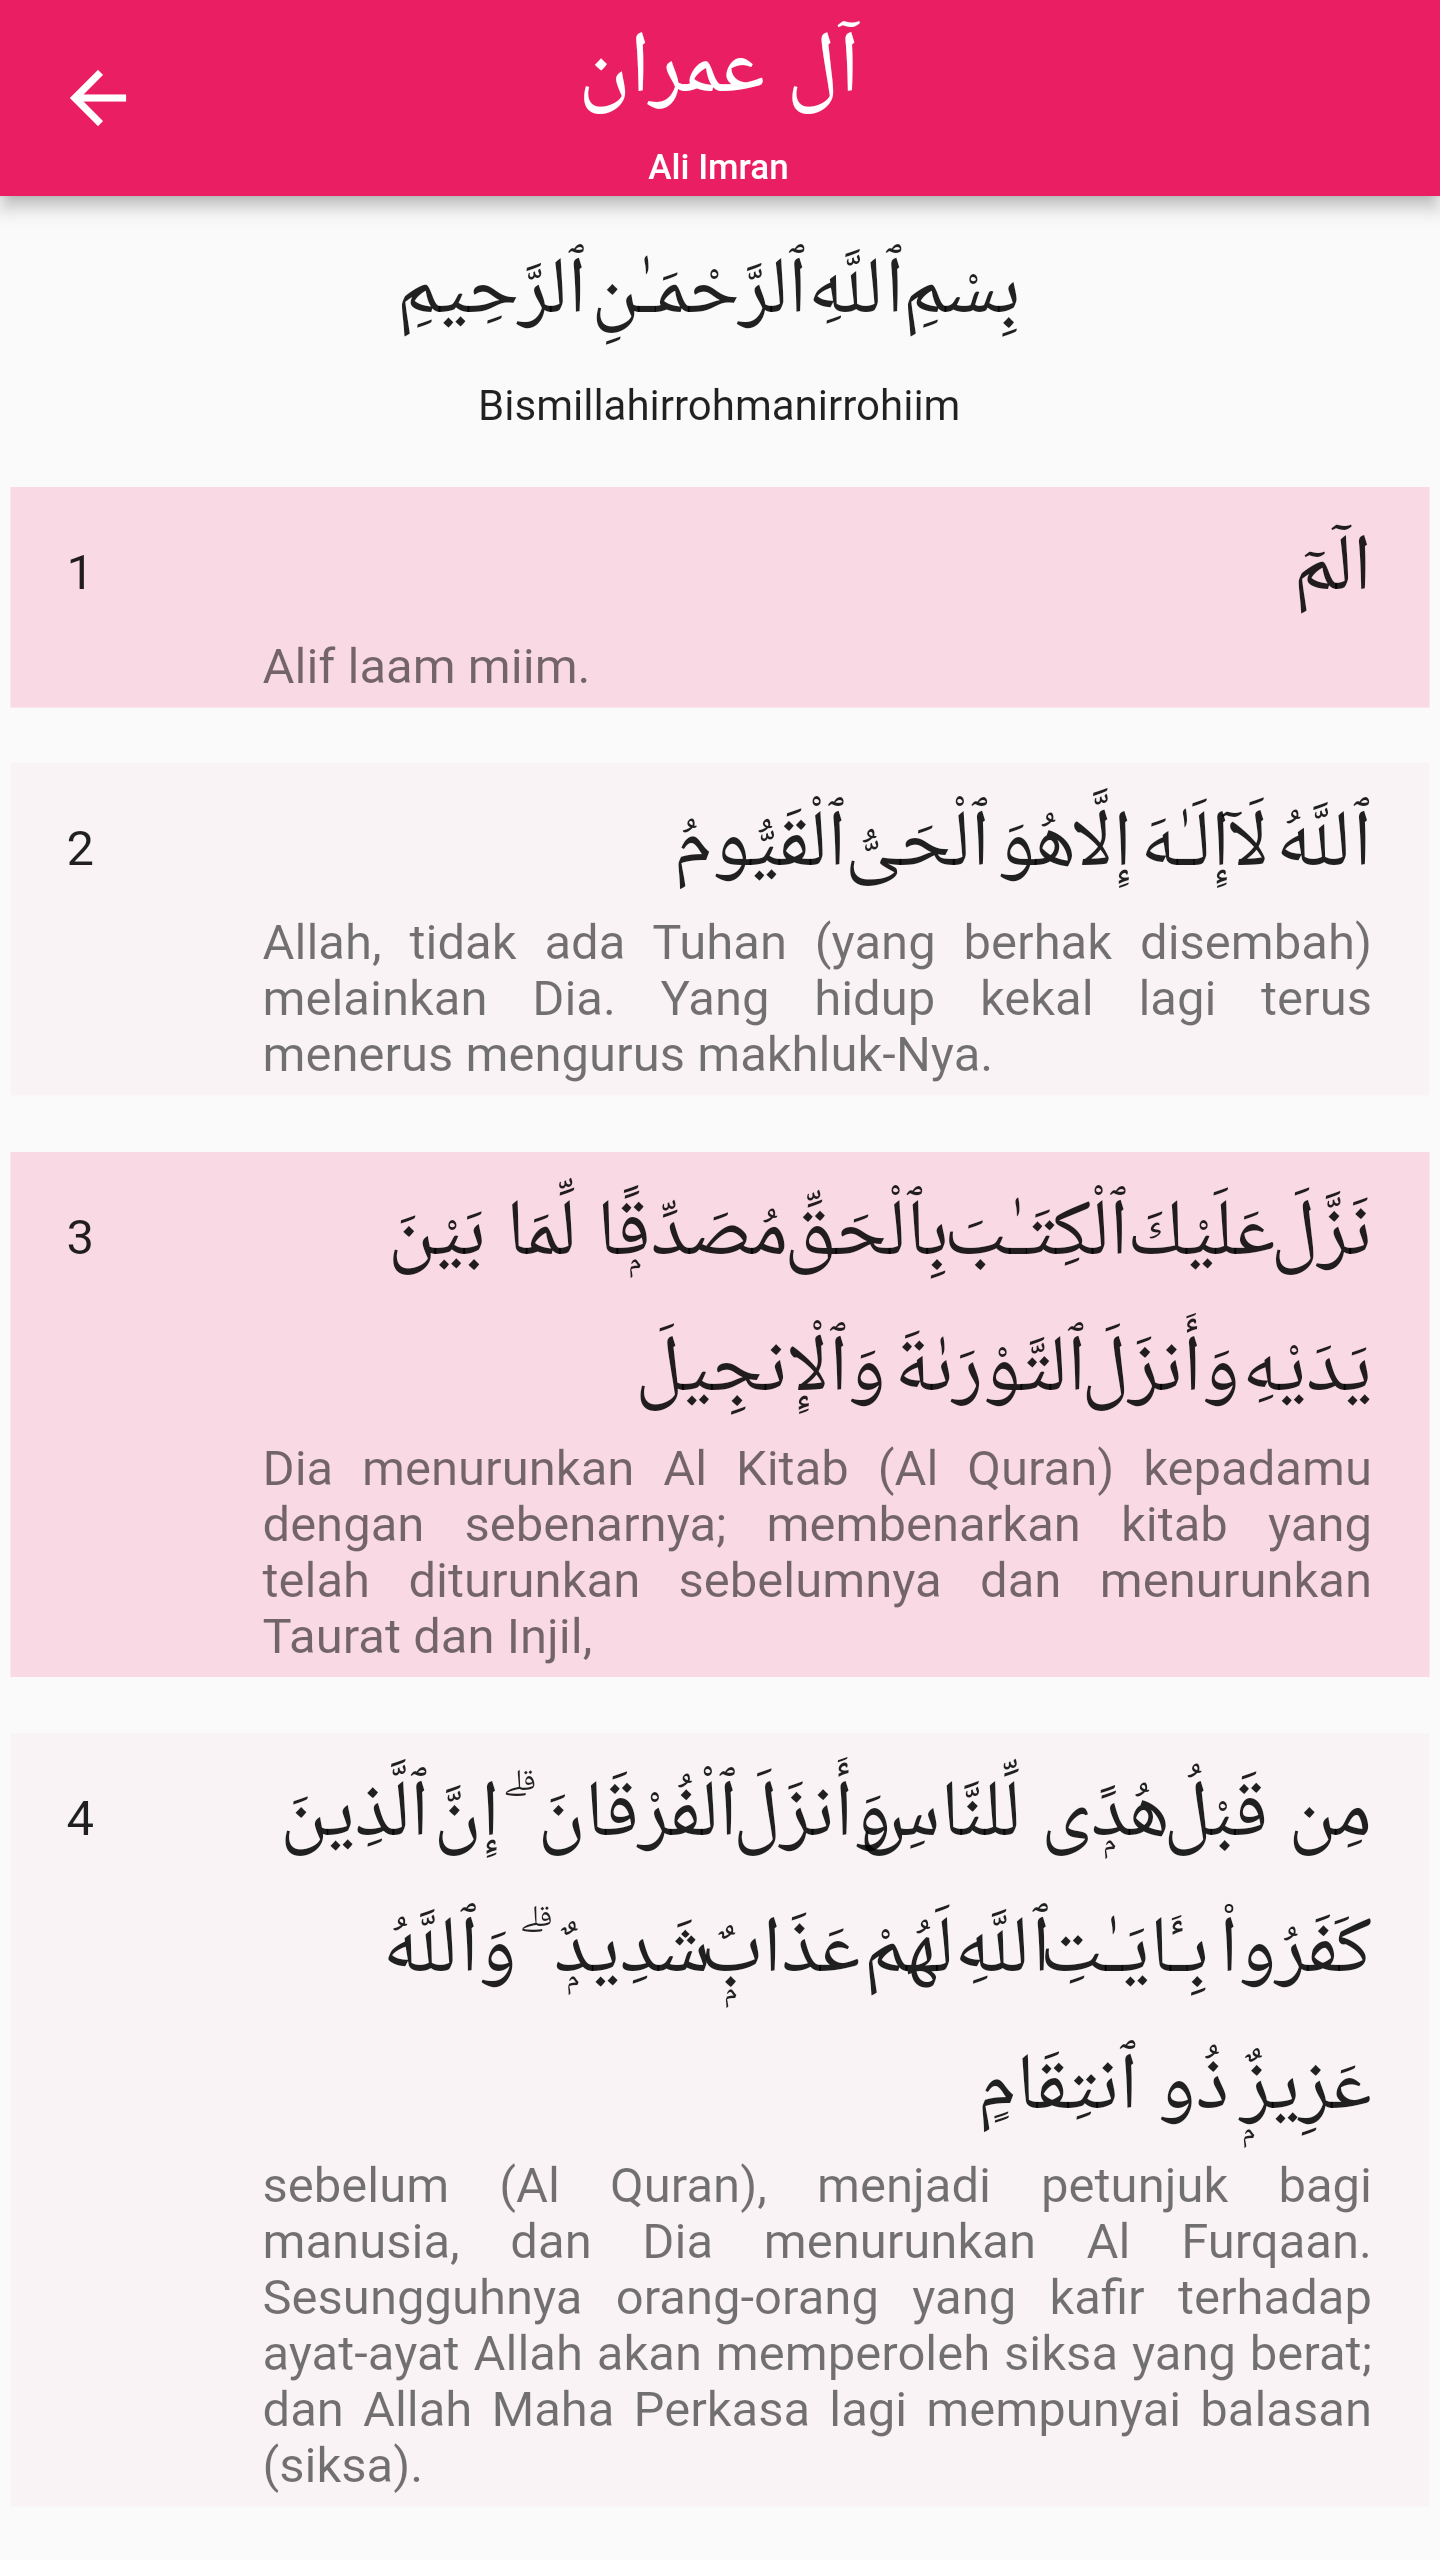 آل عمران
Ali Imran
بِسْمِ ٱللَّهِ ٱلرَّحْمَـٰنِ ٱلرَّحِيمِ
Bismillahirrohmanirrohiim
1
الٓمٓ
Alif laam miim.
2
ٱللَّهُ لَآ إِلَـٰهَ إِلَّا هُوَ ٱلْحَىُّ ٱلْقَيُّومُ
Allah, tidak ada Tuhan (yang berhak disembah)
melainkan Dia. Yang hidup kekal lagi terus
menerus mengurus makhluk-Nya.
3
نَزَّلَ عَلَيْكَ ٱلْكِتَـٰبَ بِٱلْحَقِّ مُصَدِّقًۭا لِّمَا بَيْنَ
يَدَيْهِ وَأَنزَلَ ٱلتَّوْرَىٰةَ وَٱلْإِنجِيلَ
Dia menurunkan Al Kitab (Al Quran) kepadamu
dengan sebenarnya; membenarkan kitab yang
telah diturunkan sebelumnya dan menurunkan
Taurat dan Injil,
4
مِن قَبْلُ هُدًۭى لِّلنَّاسِ وَأَنزَلَ ٱلْفُرْقَانَ ۗ إِنَّ ٱلَّذِينَ
كَفَرُوا۟ بِـَٔايَـٰتِ ٱللَّهِ لَهُمْ عَذَابٌۭ شَدِيدٌۭ ۗ وَٱللَّهُ
عَزِيزٌۭ ذُو ٱنتِقَامٍ
sebelum (Al Quran), menjadi petunjuk bagi
manusia, dan Dia menurunkan Al Furqaan.
Sesungguhnya orang-orang yang kafir terhadap
ayat-ayat Allah akan memperoleh siksa yang berat;
dan Allah Maha Perkasa lagi mempunyai balasan
(siksa).